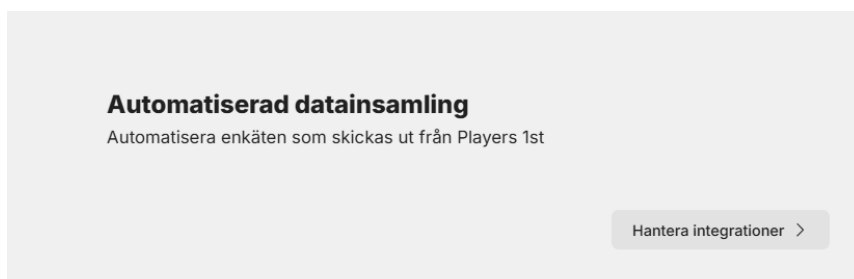 Automatiserad datainsamling
Automatisera enkäten som skickas ut från Players 1st
Hantera integrationer